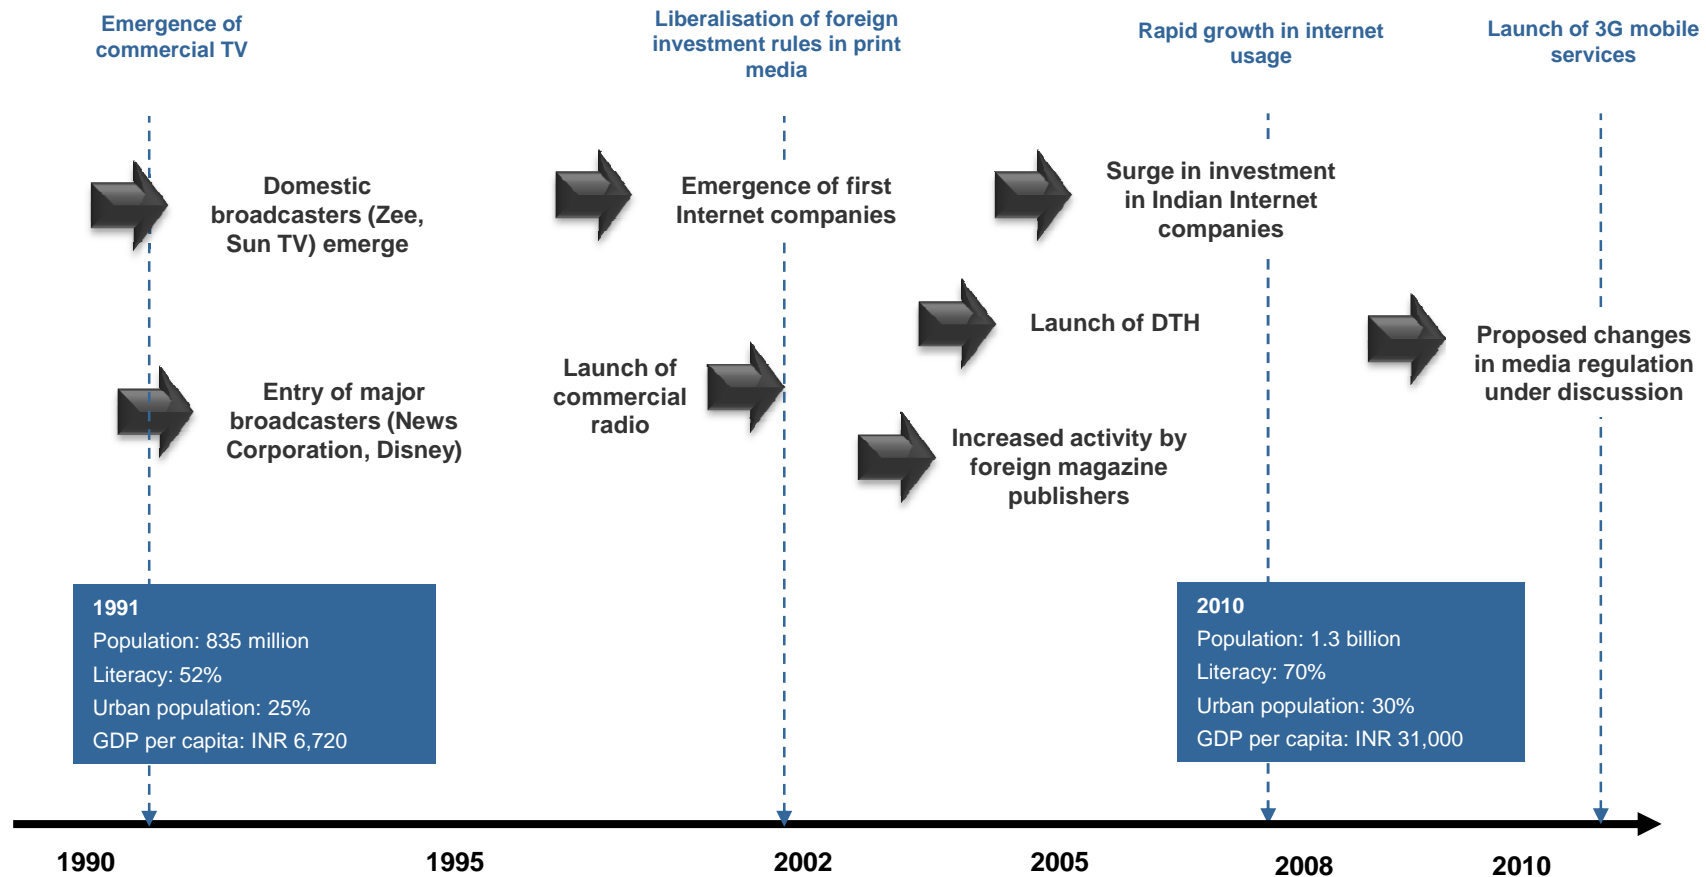 Emergence of
commercial TV
Liberalisation of foreign
investment rules in print
media
Rapid growth in internet
usage
Launch of 3G mobile
services
Domestic
broadcasters (Zee,
Sun TV) emerge
Emergence of first
Internet companies
Surge in investment
in Indian Internet
companies
Launch of DTH
Proposed changes
in media regulation
under discussion
Entry of major
broadcasters (News
Corporation, Disney)
Launch of
commercial
radio
Increased activity by
foreign magazine
publishers
1991
Population: 835 million
Literacy: 52%
Urban population: 25%
GDP per capita: INR 6,720
2010
Population: 1.3 billion
Literacy: 70%
Urban population: 30%
GDP per capita: INR 31,000
1990
1995
2002
2005
2008
2010